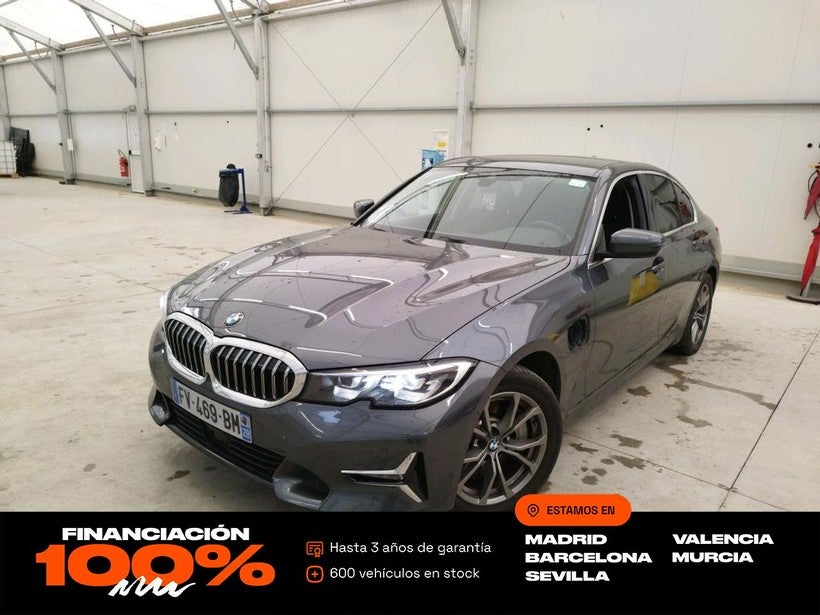 FV-469-BM
ESTAMOS EN
FINANCIACIÓN
100%
Hasta 3 años de garantía
600 vehículos en stock
MADRID
BARCELONA
SEVILLA
VALENCIA
MURCIA